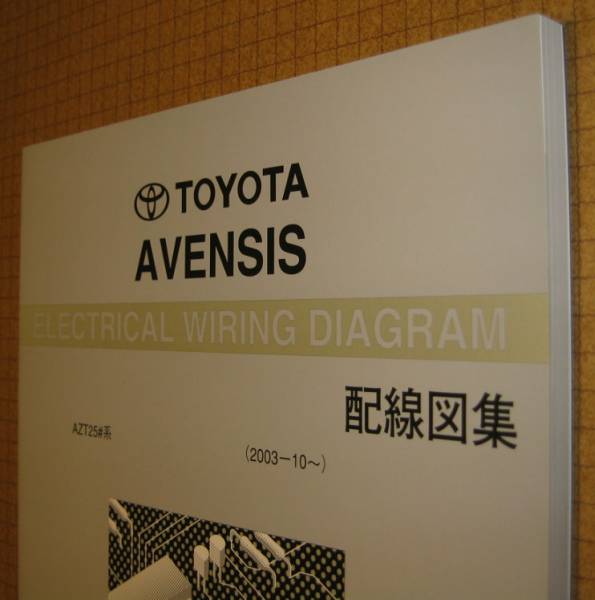 TOYOTA
AVENSIS
ELECTRICAL WIRING DIAGRAM
配線図集
AZT25#系
(2003-10～)